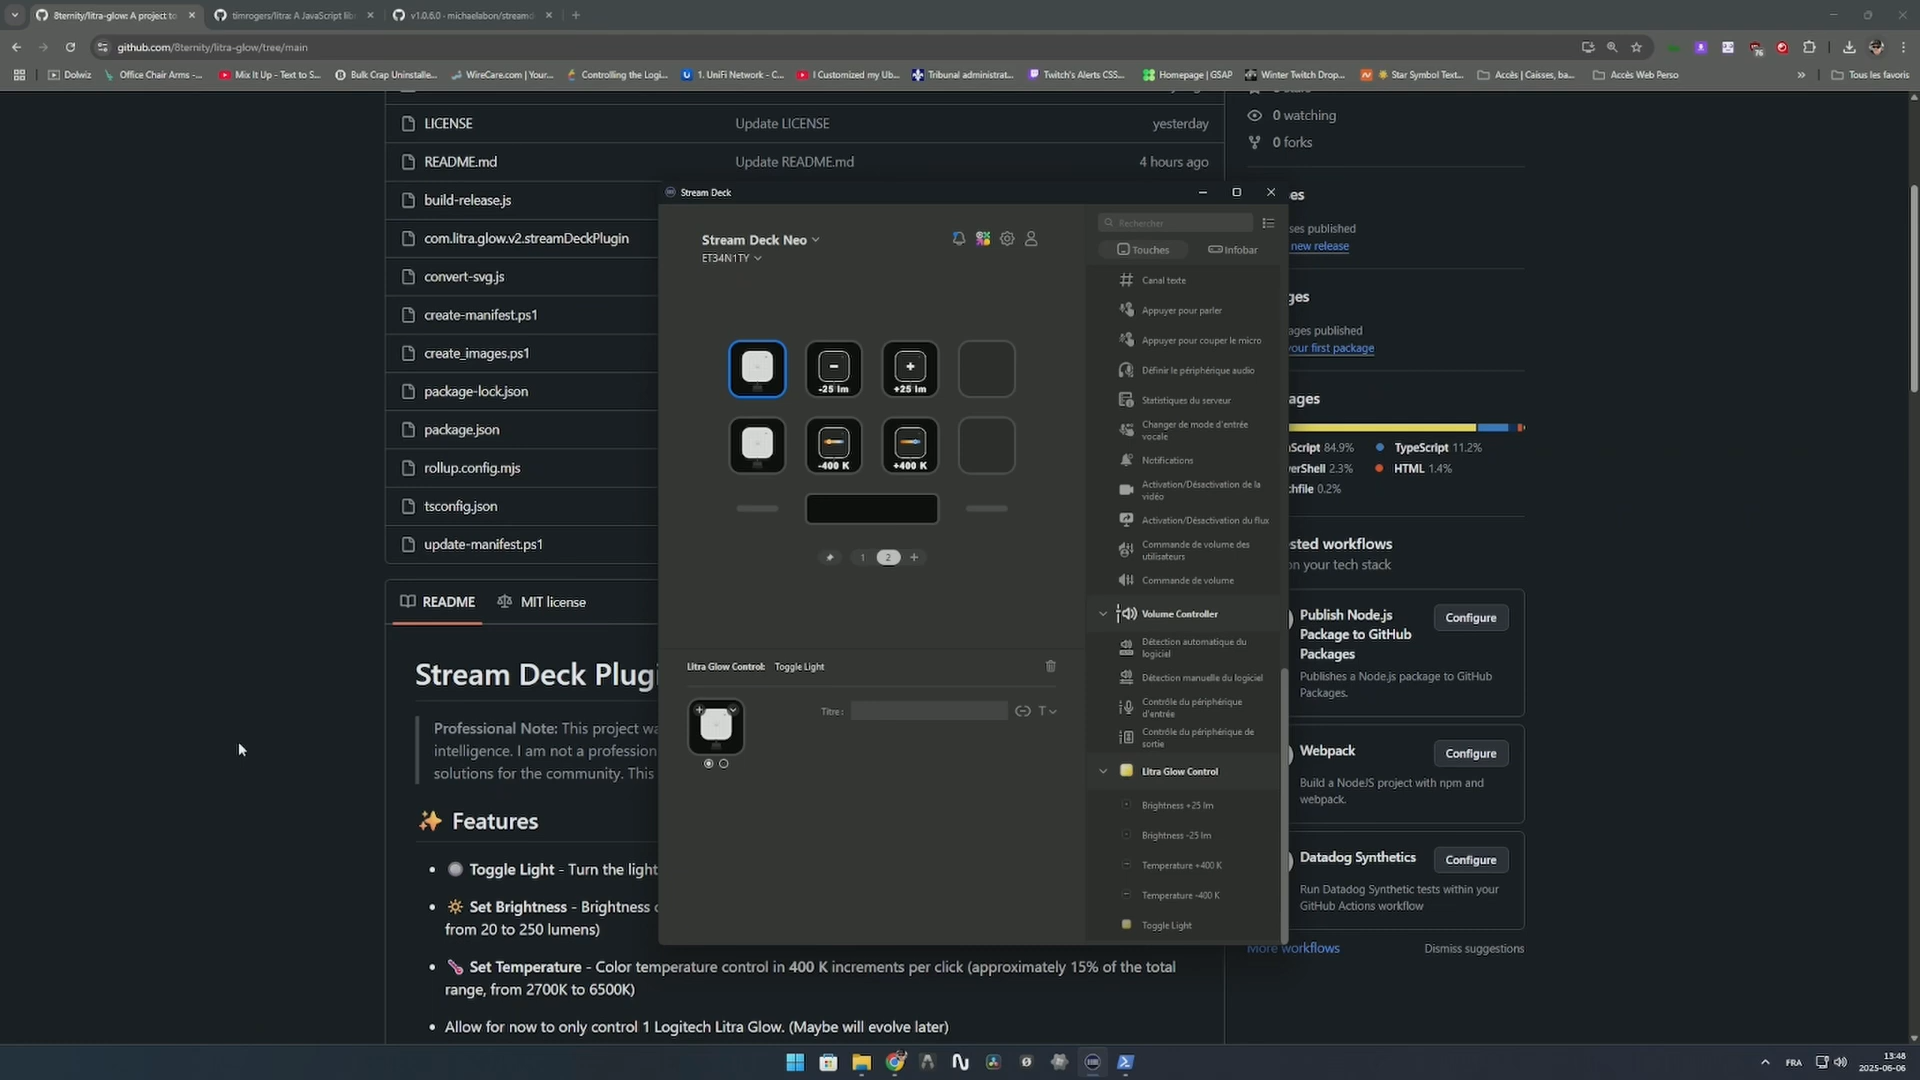 8ternity/litra-glow: A project to
timrogers/litra: A JavaScript lib
v1.0.6.0 · michaelabon/streamd
github.com/8ternity/litra-glow/tree/main
Dolwiz
Office Chair Arms -...
Mix It Up - Text to S...
Bulk Crap Uninstalle...
WireCare.com | Your...
Controlling the Logi...
1. UniFi Network - C...
I Customized my Ub...
Tribunal administrat...
Twitch's Alerts CSS...
Homepage | GSAP
Winter Twitch Drop...
Star Symbol Text...
Accès | Caisses, ba...
Accès Web Perso
»
Tous les favoris
LICENSE
Update LICENSE
yesterday
README.md
Update README.md
4 hours ago
build-release.js
com.litra.glow.v2.streamDeckPlugin
convert-svg.js
create-manifest.ps1
create_images.ps1
package-lock.json
package.json
rollup.config.mjs
tsconfig.json
update-manifest.ps1
README
MIT license
Stream Deck Plugi
Professional Note: This project wa
intelligence. I am not a profession
solutions for the community. This
Features
Toggle Light - Turn the light
Set Brightness - Brightness c
from 20 to 250 lumens)
Set Temperature - Color temperature control in 400 K increments per click (approximately 15% of the total
range, from 2700K to 6500K)
Allow for now to only control 1 Logitech Litra Glow. (Maybe will evolve later)
Stream Deck
Stream Deck Neo
ET34N1TY
-25 lm
+25 lm
-400 K
+400 K
1
2
+
Litra Glow Control: Toggle Light
Titre :
T
Rechercher
Touches
Infobar
Canal texte
Appuyer pour parler
Appuyer pour couper le micro
Définir le périphérique audio
Statistiques du serveur
Changer de mode d'entrée
vocale
Notifications
Activation/Désactivation de la
vidéo
Activation/Désactivation du flux
Commande de volume des
utilisateurs
Commande de volume
Volume Controller
Détection automatique du
logiciel
Détection manuelle du logiciel
Contrôle du périphérique
d'entrée
Contrôle du périphérique de
sortie
Litra Glow Control
Brightness +25 lm
Brightness -25 lm
Temperature +400 K
Temperature -400 K
Toggle Light
0 watching
0 forks
ses
ses published
new release
ges
ages published
our first package
ages
Script 84.9%
TypeScript 11.2%
erShell 2.3%
HTML 1.4%
hfile 0.2%
sted workflows
on your tech stack
Publish Node.js
Package to GitHub
Packages
Configure
Publishes a Node.js package to GitHub
Packages.
Webpack
Configure
Build a NodeJS project with npm and
webpack.
Datadog Synthetics
Configure
Run Datadog Synthetic tests within your
GitHub Actions workflow
More workflows
Dismiss suggestions
FRA
13:48
2025-06-06